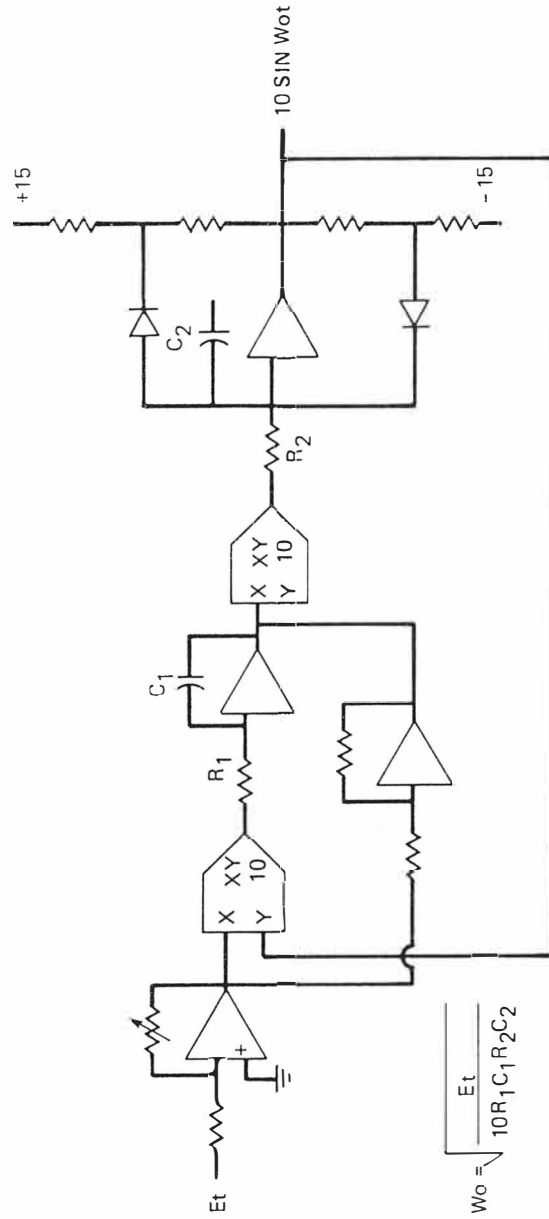 +15
C2
10 SIN Wot
-15
R2
X XY
Y 10
C1
R1
X XY
Y 10
+
Et
Wo = √ Et
10R1C1R2C2